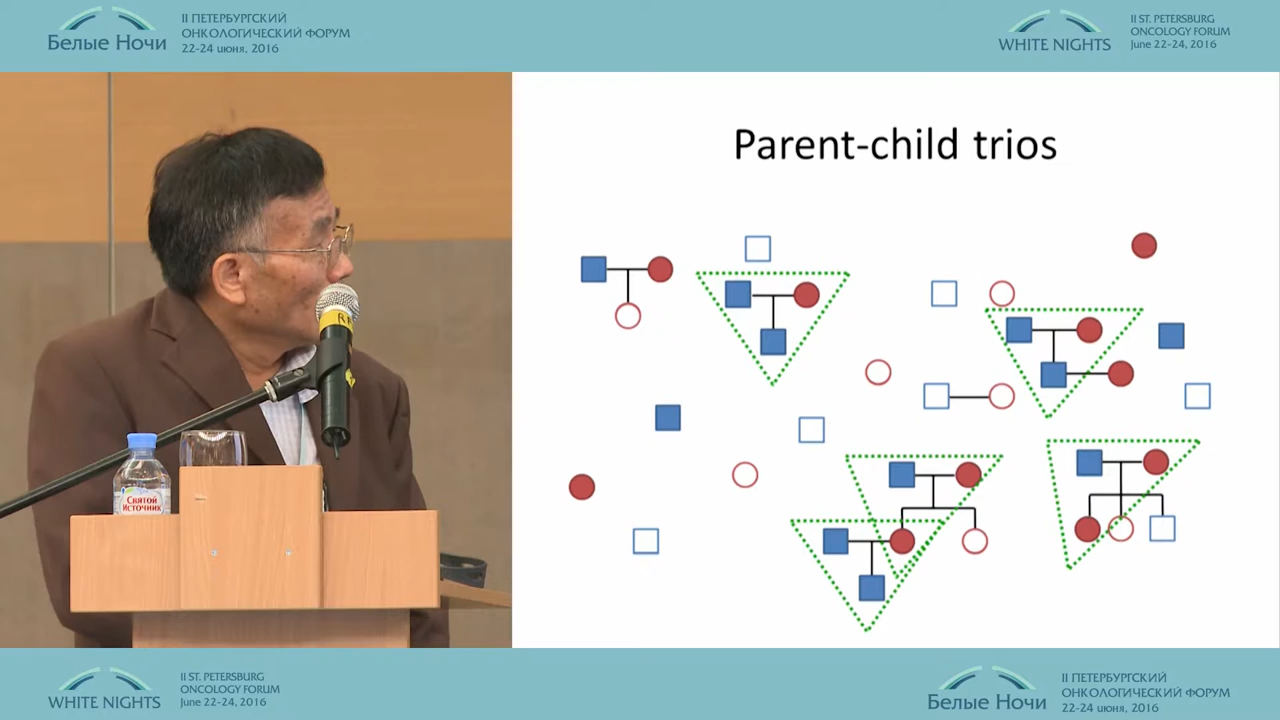 Белые Ночи
II ПЕТЕРБУРГСКИЙ
ОНКОЛОГИЧЕСКИЙ ФОРУМ
22-24 июня, 2016
WHITE NIGHTS
II ST. PETERSBURG
ONCOLOGY FORUM
June 22-24, 2016
Parent-child trios
Святой
Источник
WHITE NIGHTS
II ST. PETERSBURG
ONCOLOGY FORUM
June 22-24, 2016
Белые Ночи
II ПЕТЕРБУРГСКИЙ
ОНКОЛОГИЧЕСКИЙ ФОРУМ
22-24 июня, 2016